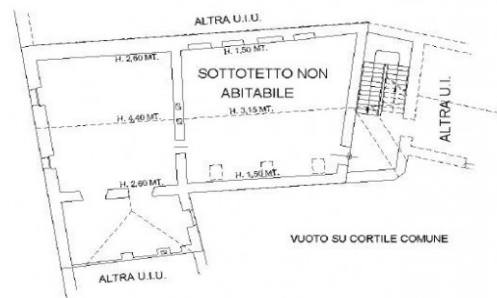 ALTRA U.I.U.
H. 2,60 MT.
H. 1,50 MT.
SOTTOTETTO NON
ABITABILE
H. 4,40 MT.
H. 3,15 MT.
ALTRA U.I.
H. 2,60 MT.
H. 1,50 MT.
VUOTO SU CORTILE COMUNE
ALTRA U.I.U.